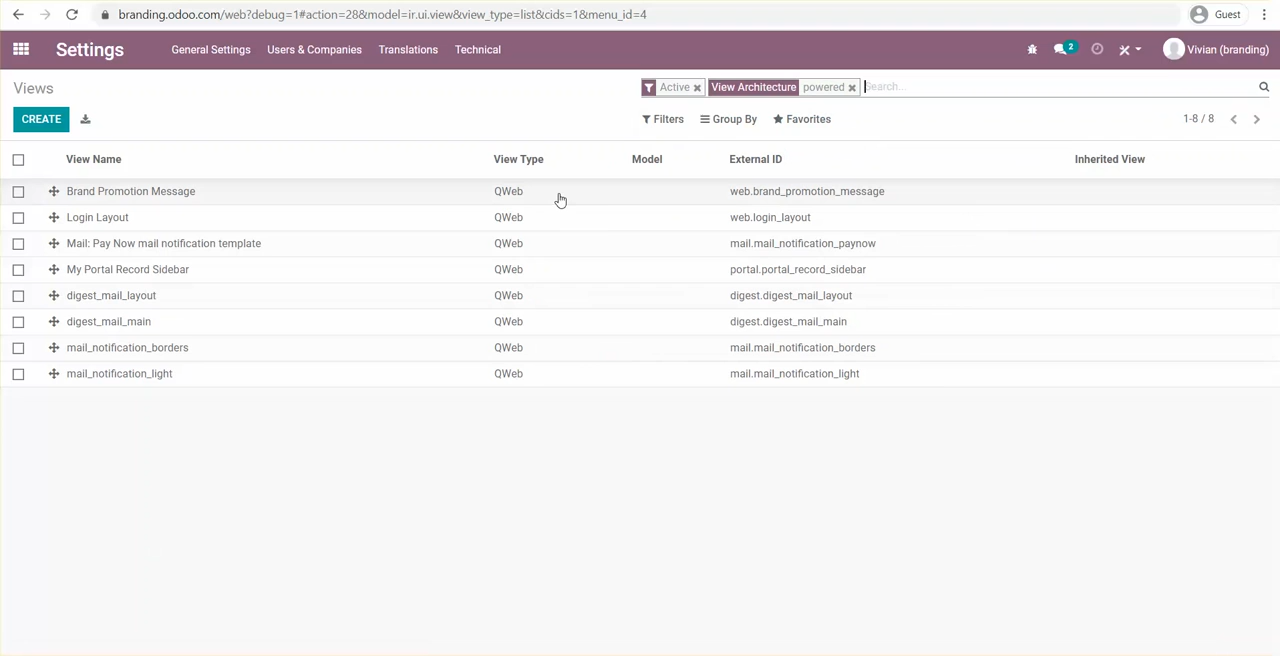 branding.odoo.com/web?debug=1#action=28&model=ir.ui.view&view_type=list&cids=1&menu_id=4 Guest
Settings General Settings Users & Companies Translations Technical 2 Vivian (branding)
Views Active View Architecture powered Search...
CREATE Filters Group By Favorites 1-8 / 8
View Name View Type Model External ID Inherited View
Brand Promotion Message QWeb web.brand_promotion_message
Login Layout QWeb web.login_layout
Mail: Pay Now mail notification template QWeb mail.mail_notification_paynow
My Portal Record Sidebar QWeb portal.portal_record_sidebar
digest_mail_layout QWeb digest.digest_mail_layout
digest_mail_main QWeb digest.digest_mail_main
mail_notification_borders QWeb mail.mail_notification_borders
mail_notification_light QWeb mail.mail_notification_light